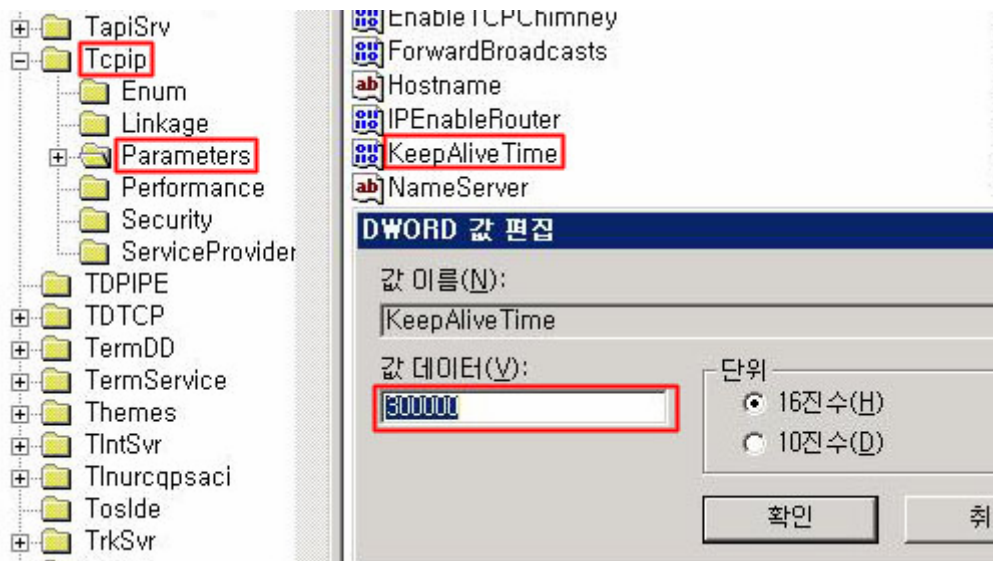 TapiSrv
Tcpip
Enum
Linkage
Parameters
Performance
Security
ServiceProvider
TDPIPE
TDTCP
TermDD
TermService
Themes
TlntSvr
Tlnurcqpsaci
TosIde
TrkSvr
EnableTCPChimney
ForwardBroadcasts
Hostname
IPEnableRouter
KeepAliveTime
NameServer
DWORD 값 편집
값 이름(N):
KeepAliveTime
값 데이터(V):
300000
단위
16진수(H)
10진수(D)
확인
취